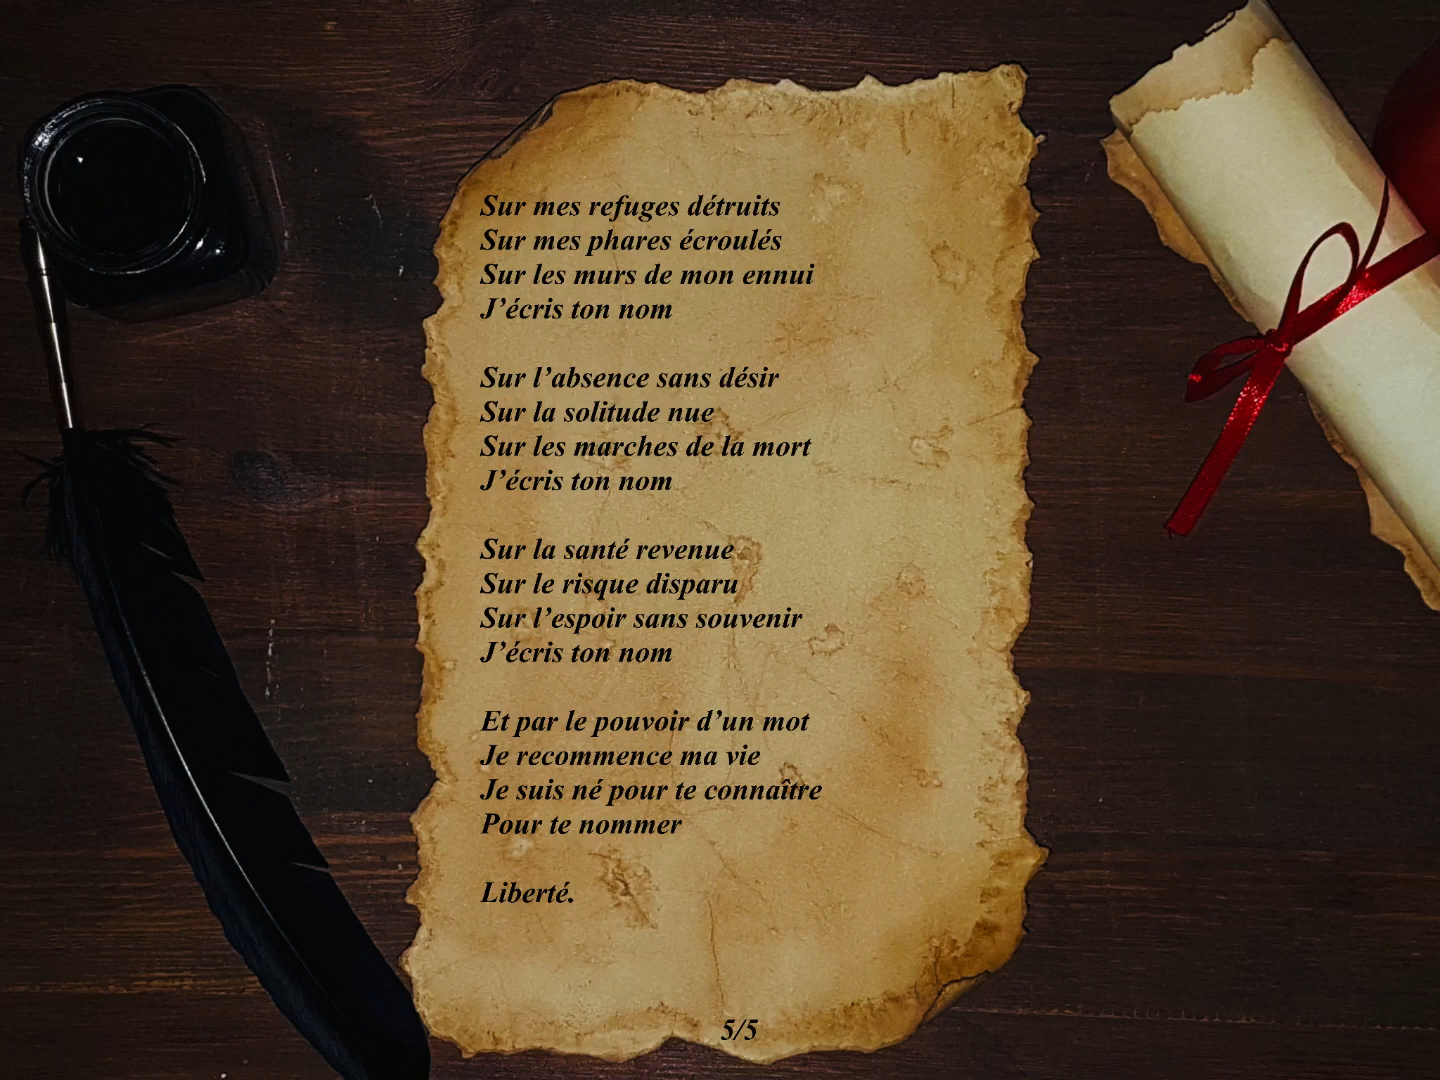 Sur mes refuges détruits
Sur mes phares écroulés
Sur les murs de mon ennui
J’écris ton nom

Sur l’absence sans désir
Sur la solitude nue
Sur les marches de la mort
J’écris ton nom

Sur la santé revenue
Sur le risque disparu
Sur l’espoir sans souvenir
J’écris ton nom

Et par le pouvoir d’un mot
Je recommence ma vie
Je suis né pour te connaître
Pour te nommer

Liberté.

5/5